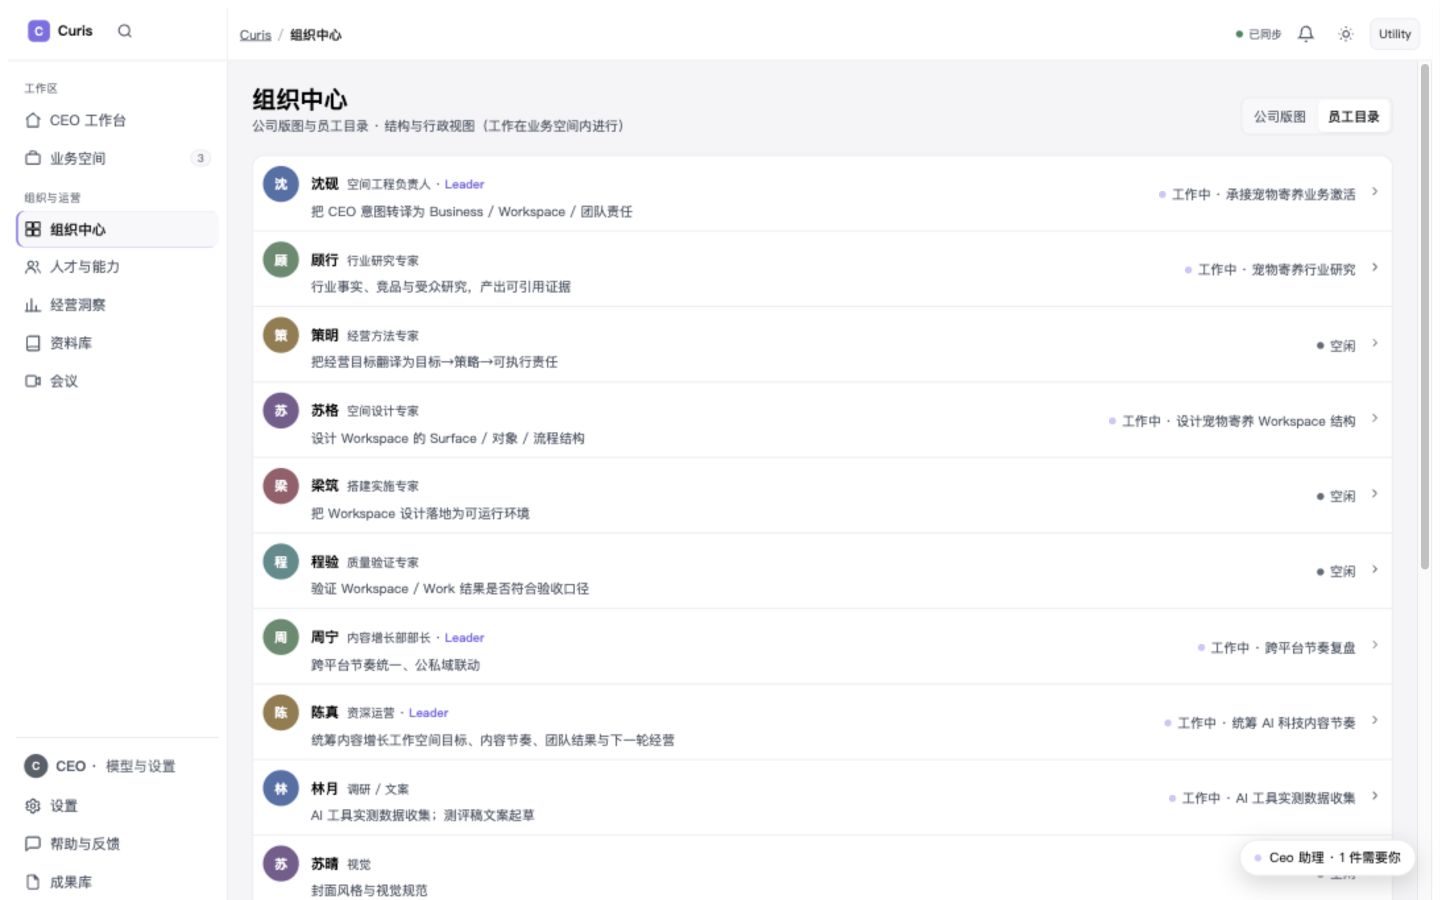 C Curis
Curis / 组织中心
已同步
Utility
工作区
CEO 工作台
业务空间 3
组织与运营
组织中心
人才与能力
经营洞察
资料库
会议
C CEO · 模型与设置
设置
帮助与反馈
成果库
组织中心
公司版图与员工目录 · 结构与行政视图（工作在业务空间内进行）
公司版图 员工目录
沈 沈砚 空间工程负责人 · Leader
把 CEO 意图转译为 Business / Workspace / 团队责任
工作中 · 承接宠物寄养业务激活
顾 顾行 行业研究专家
行业事实、竞品与受众研究，产出可引用证据
工作中 · 宠物寄养行业研究
策 策明 经营方法专家
把经营目标翻译为目标→策略→可执行责任
空闲
苏 苏格 空间设计专家
设计 Workspace 的 Surface / 对象 / 流程结构
工作中 · 设计宠物寄养 Workspace 结构
梁 梁筑 搭建实施专家
把 Workspace 设计落地为可运行环境
空闲
程 程验 质量验证专家
验证 Workspace / Work 结果是否符合验收口径
空闲
周 周宁 内容增长部部长 · Leader
跨平台节奏统一、公私域联动
工作中 · 跨平台节奏复盘
陈 陈真 资深运营 · Leader
统筹内容增长工作空间目标、内容节奏、团队结果与下一轮经营
工作中 · 统筹 AI 科技内容节奏
林 林月 调研 / 文案
AI 工具实测数据收集；测评稿文案起草
工作中 · AI 工具实测数据收集
苏 苏晴 视觉
封面风格与视觉规范
Ceo 助理 · 1 件需要你